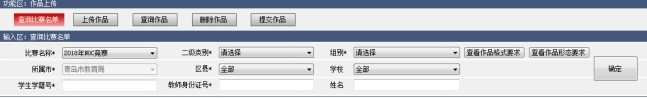 功能区：作品上传
查询比赛名单 上传作品 查询作品 删除作品 提交作品
输入区：查询比赛名单
比赛名称* 2018年NOC竞赛 二级类别* 请选择 组别* 请选择 查看作品格式要求 查看作品形态要求
所属市* 青岛市教育局 区县* 全部 学校 全部 确定
学生学籍号* 教师身份证号* 姓名